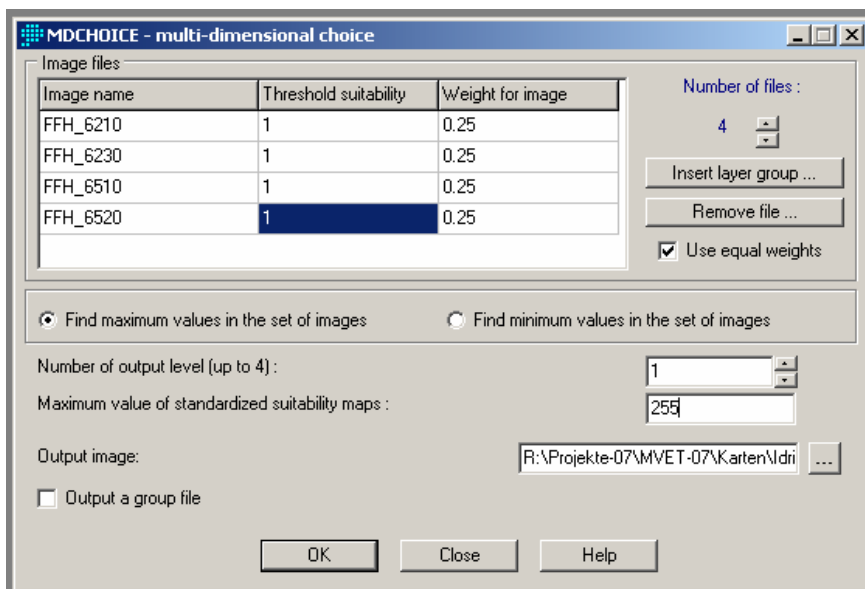 MDCHOICE - multi-dimensional choice
Image files
Image name Threshold suitability Weight for image
FFH_6210 1 0.25
FFH_6230 1 0.25
FFH_6510 1 0.25
FFH_6520 1 0.25
Number of files :
4
Insert layer group ...
Remove file ...
Use equal weights
Find maximum values in the set of images Find minimum values in the set of images
Number of output level (up to 4) : 1
Maximum value of standardized suitability maps : 255
Output image: R:\Projekte-07\MVET-07\Karten\Idri ...
Output a group file
OK Close Help